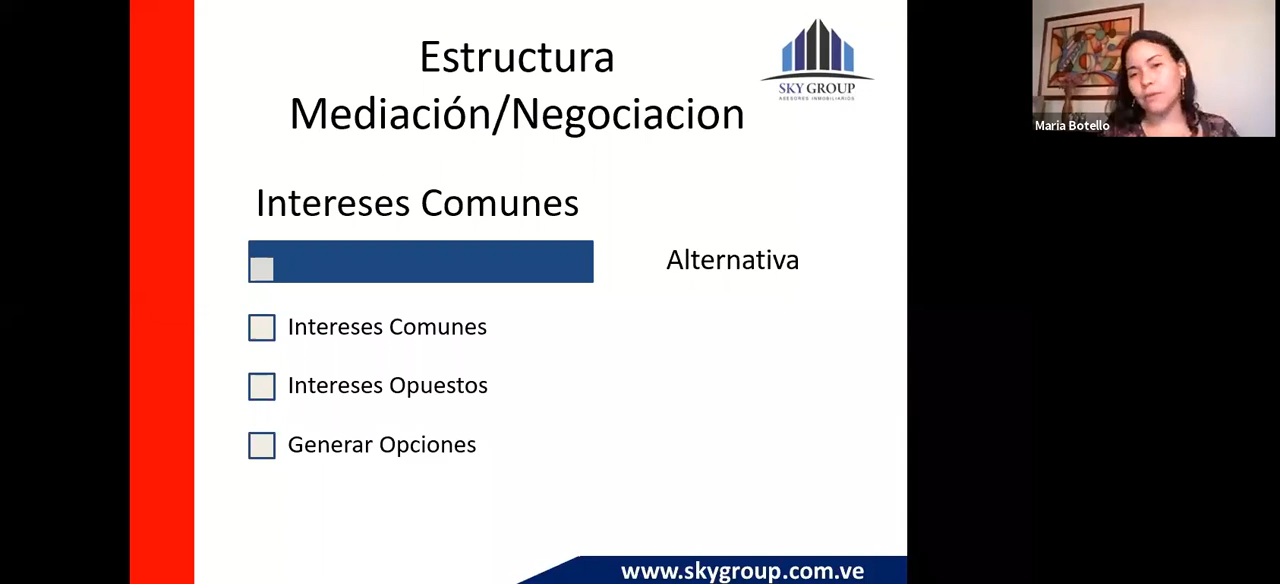 Estructura
Mediación/Negociacion
SKY GROUP
ASESORES INMOBILIARIOS
Maria Botello
Intereses Comunes
Alternativa
Intereses Comunes
Intereses Opuestos
Generar Opciones
www.skygroup.com.ve